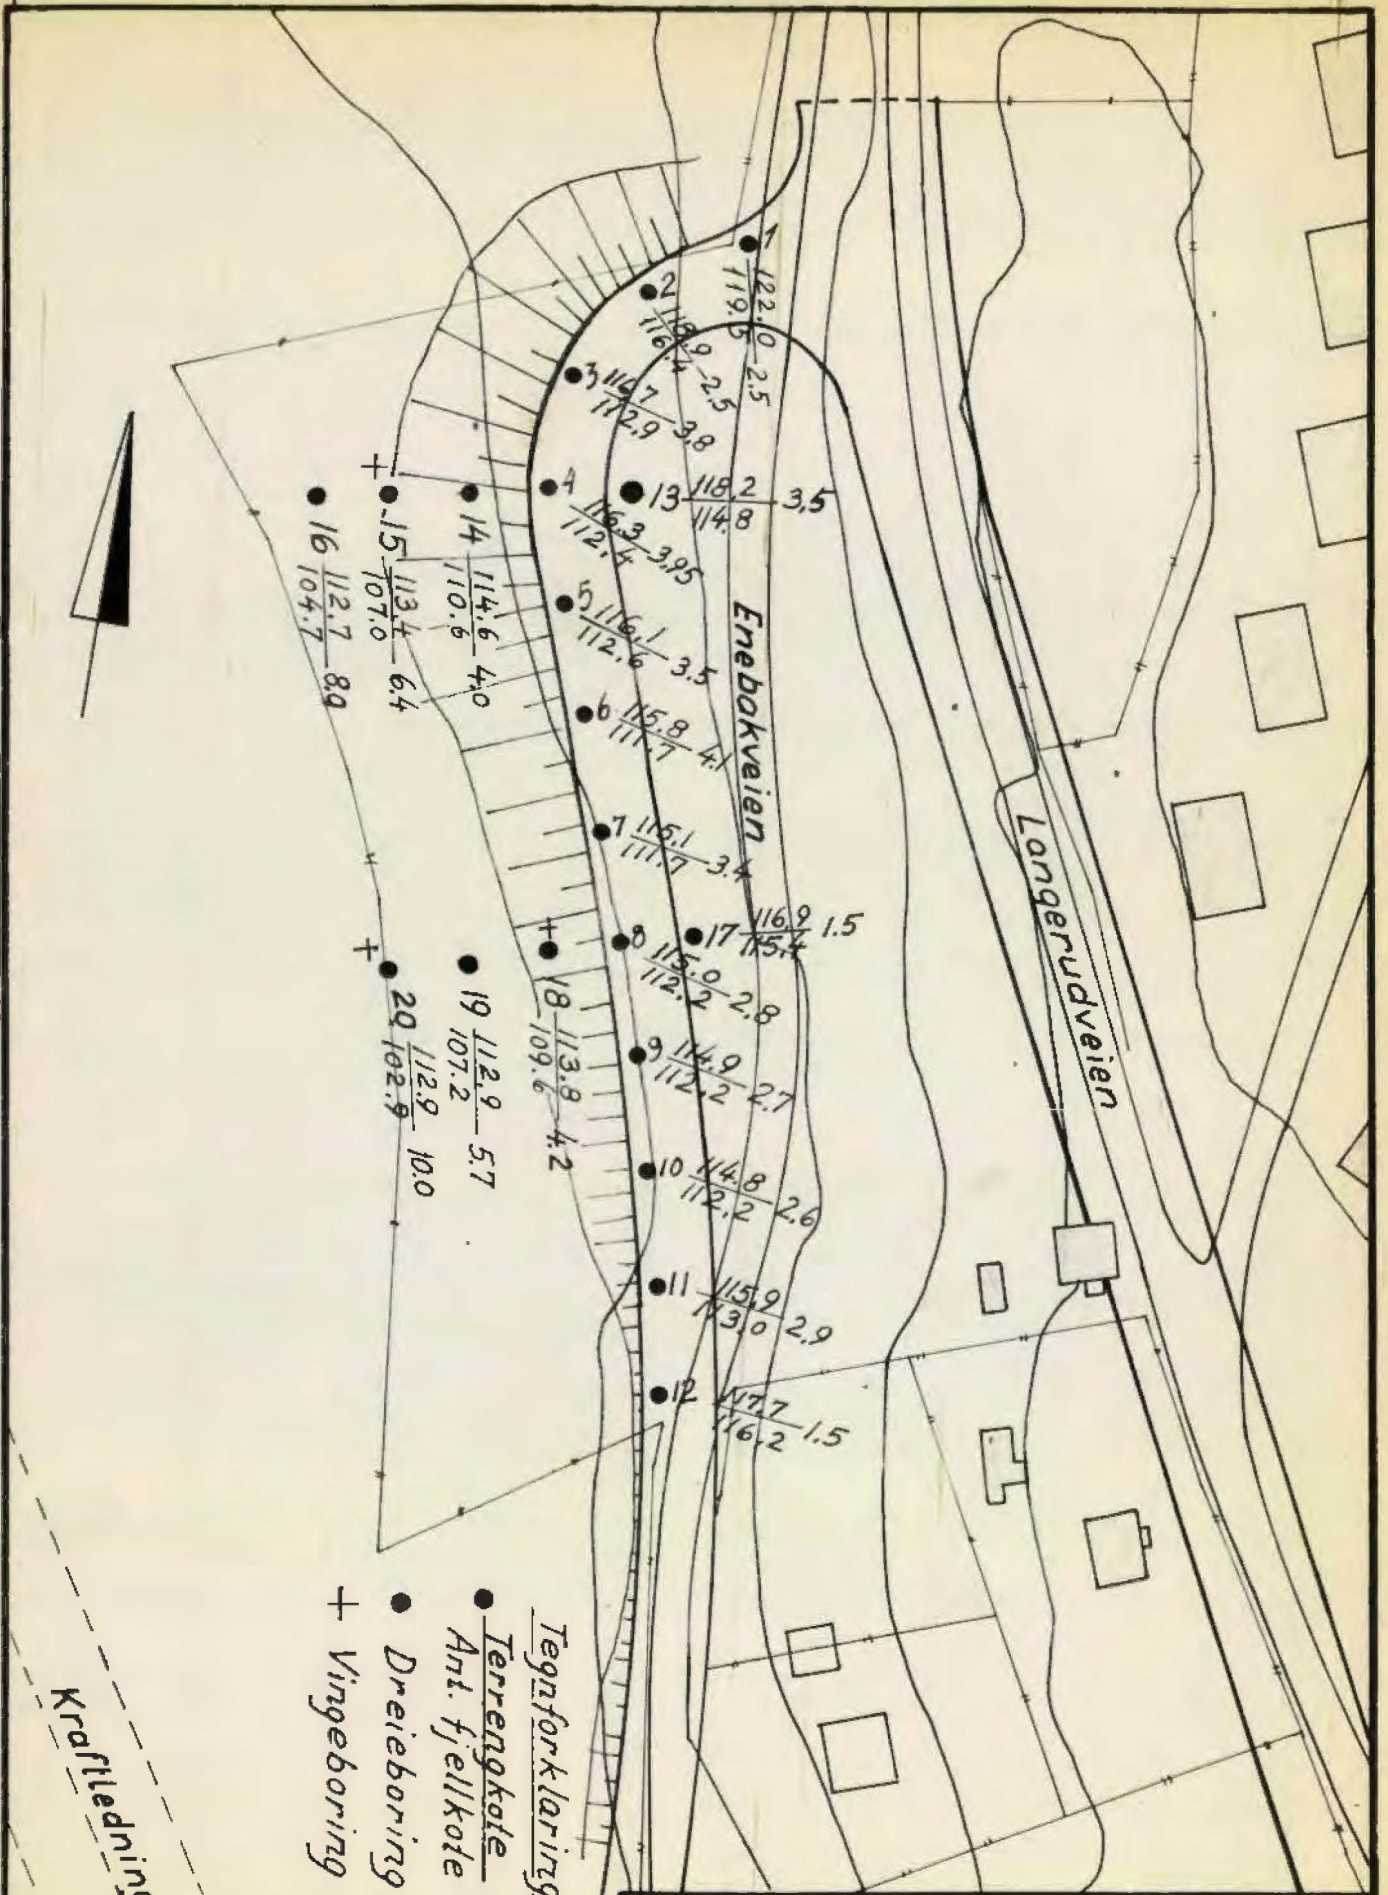 1 122.0 2.5
119.5
2 118.9 2.5
116.4
3 116.7 3.8
112.9
4 116.3 3.95
112.4
13 118.2 3.5
114.8
14 114.6 4.0
110.6
15 113.4 6.4
107.0
16 112.7 8.0
104.7
5 116.1 3.5
112.6
6 115.8 4.1
111.7
7 115.1 3.4
111.7
17 116.9 1.5
115.4
8 115.0 2.8
112.2
18 113.8 4.2
109.6
19 112.9 5.7
107.2
20 112.9 10.0
102.9
9 114.9 2.7
112.2
10 114.8 2.6
112.2
11 115.9 2.9
113.0
12 117.7 1.5
116.2
Enebakveien
Langerudveien
Tegnforklaring
Terrengkote
Ant. fjellkote
Dreieboring
+ Vingeboring
Kraftledning